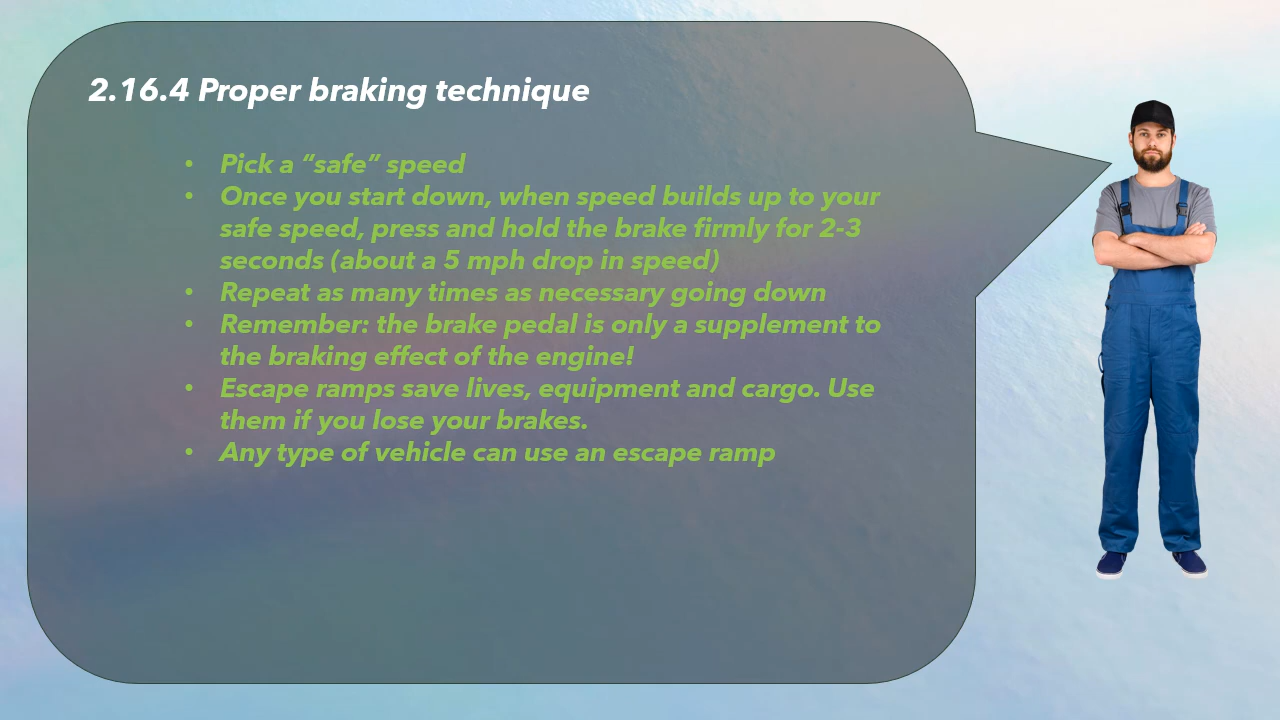 2.16.4 Proper braking technique
• Pick a “safe” speed
• Once you start down, when speed builds up to your
safe speed, press and hold the brake firmly for 2-3
seconds (about a 5 mph drop in speed)
• Repeat as many times as necessary going down
• Remember: the brake pedal is only a supplement to
the braking effect of the engine!
• Escape ramps save lives, equipment and cargo. Use
them if you lose your brakes.
• Any type of vehicle can use an escape ramp